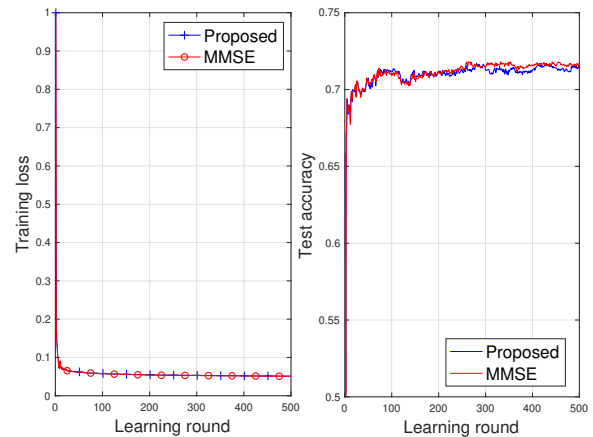 Proposed
MMSE
Training loss
1
0.9
0.8
0.7
0.6
0.5
0.4
0.3
0.2
0.1
0
0 100 200 300 400 500
Learning round
Test accuracy
0.75
0.7
0.65
0.6
0.55
0.5
Proposed
MMSE
0 100 200 300 400 500
Learning round